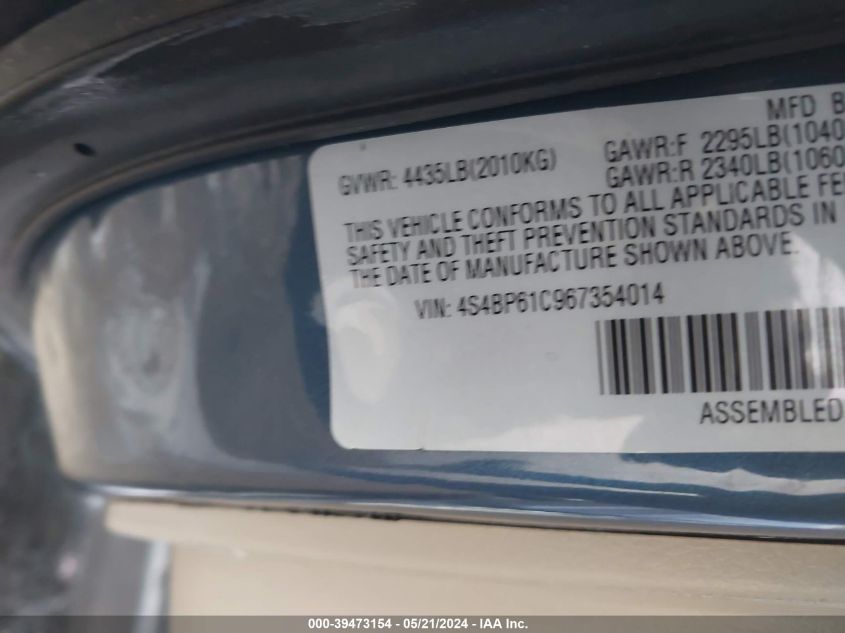 MFD B
GVWR: 4435LB(2010KG) GAWR:F 2295LB(1040
GAWR:R 2340LB(1060
THIS VEHICLE CONFORMS TO ALL APPLICABLE FE
SAFETY AND THEFT PREVENTION STANDARDS IN
THE DATE OF MANUFACTURE SHOWN ABOVE.
VIN: 4S4BP61C967354014
ASSEMBLED
000-39473154 - 05/21/2024 - IAA Inc.